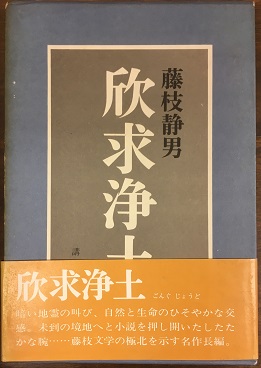 藤枝静男
欣求浄土
講
欣求浄土 ごんぐじょうど
暗い地霊の叫び、自然と生命のひそやかな交
感。未到の境地へと小説を押し開いたしたた
かな腕……藤枝文学の極北を示す名作長編。